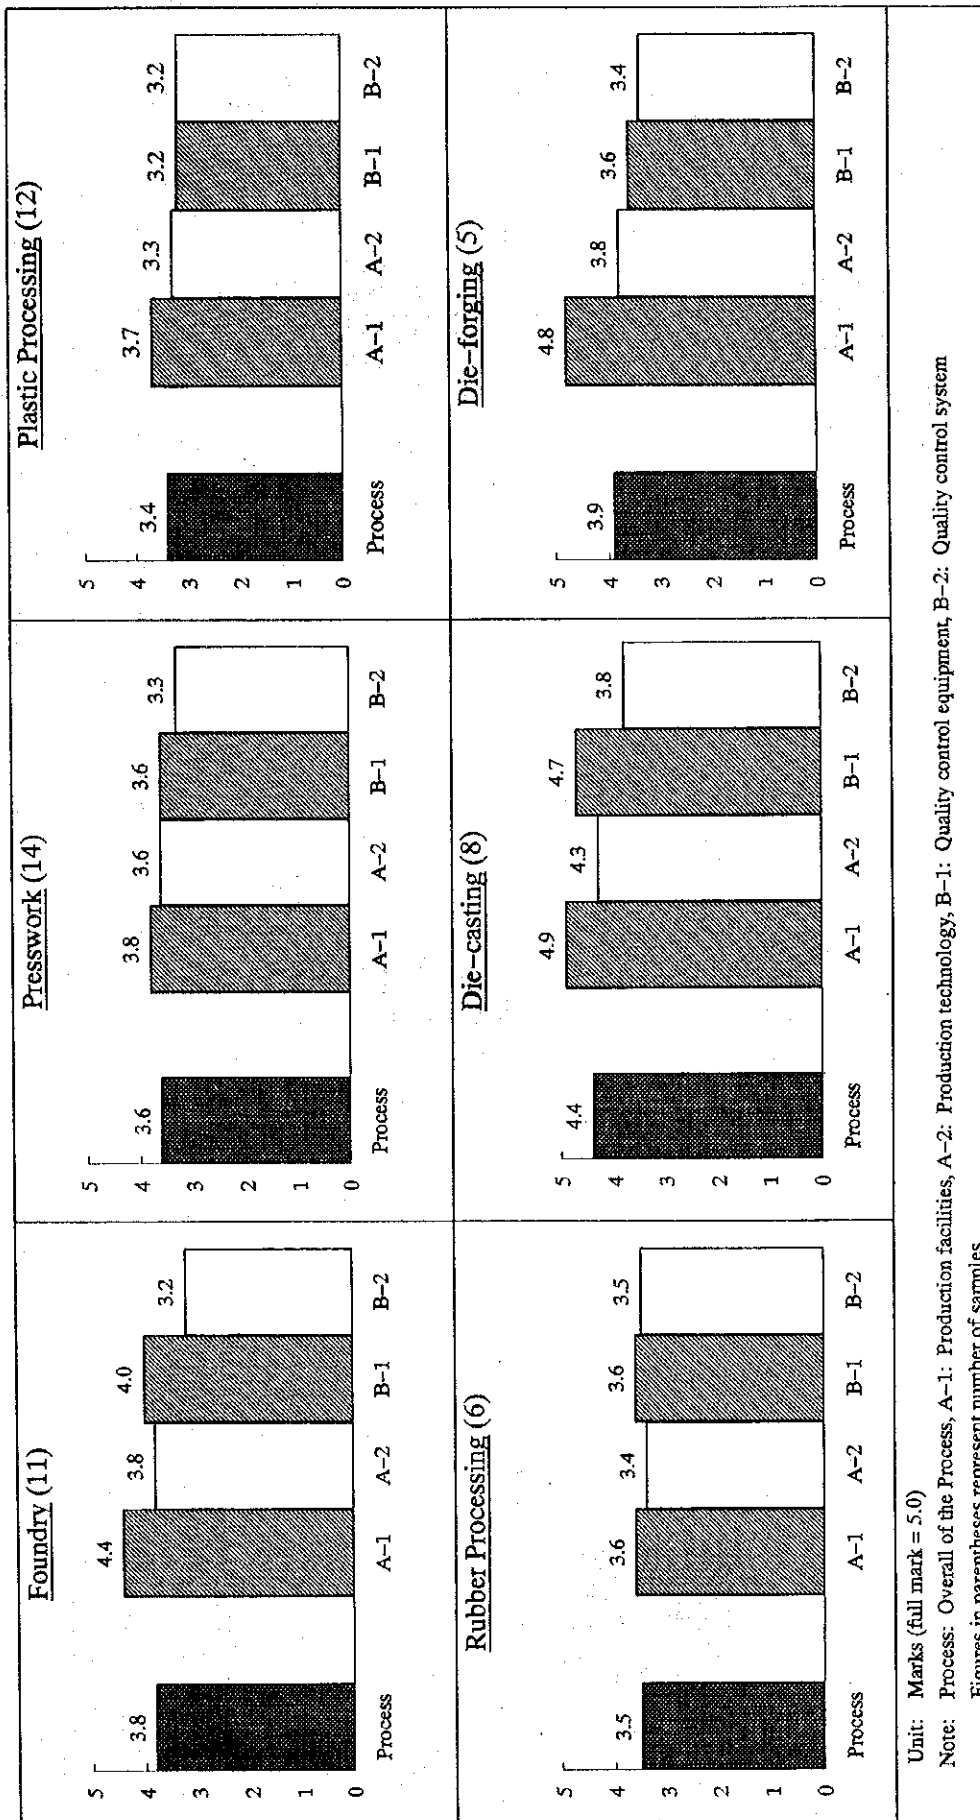 Foundry (11)
5
4
3
2
1
0
3.8
4.4
3.8
4.0
3.2
Process
A-1
A-2
B-1
B-2
Presswork (14)
5
4
3
2
1
0
3.6
3.8
3.6
3.6
3.3
Process
A-1
A-2
B-1
B-2
Plastic Processing (12)
5
4
3
2
1
0
3.4
3.7
3.3
3.2
3.2
Process
A-1
A-2
B-1
B-2
Rubber Processing (6)
5
4
3
2
1
0
3.5
3.6
3.4
3.6
3.5
Process
A-1
A-2
B-1
B-2
Die-casting (8)
5
4
3
2
1
0
4.4
4.9
4.3
4.7
3.8
Process
A-1
A-2
B-1
B-2
Die-forging (5)
5
4
3
2
1
0
3.9
4.8
3.8
3.6
3.4
Process
A-1
A-2
B-1
B-2
Unit: Marks (full mark = 5.0)
Note: Process: Overall of the Process, A-1: Production facilities, A-2: Production technology, B-1: Quality control equipment, B-2: Quality control system
Figures in parentheses represent number of samples